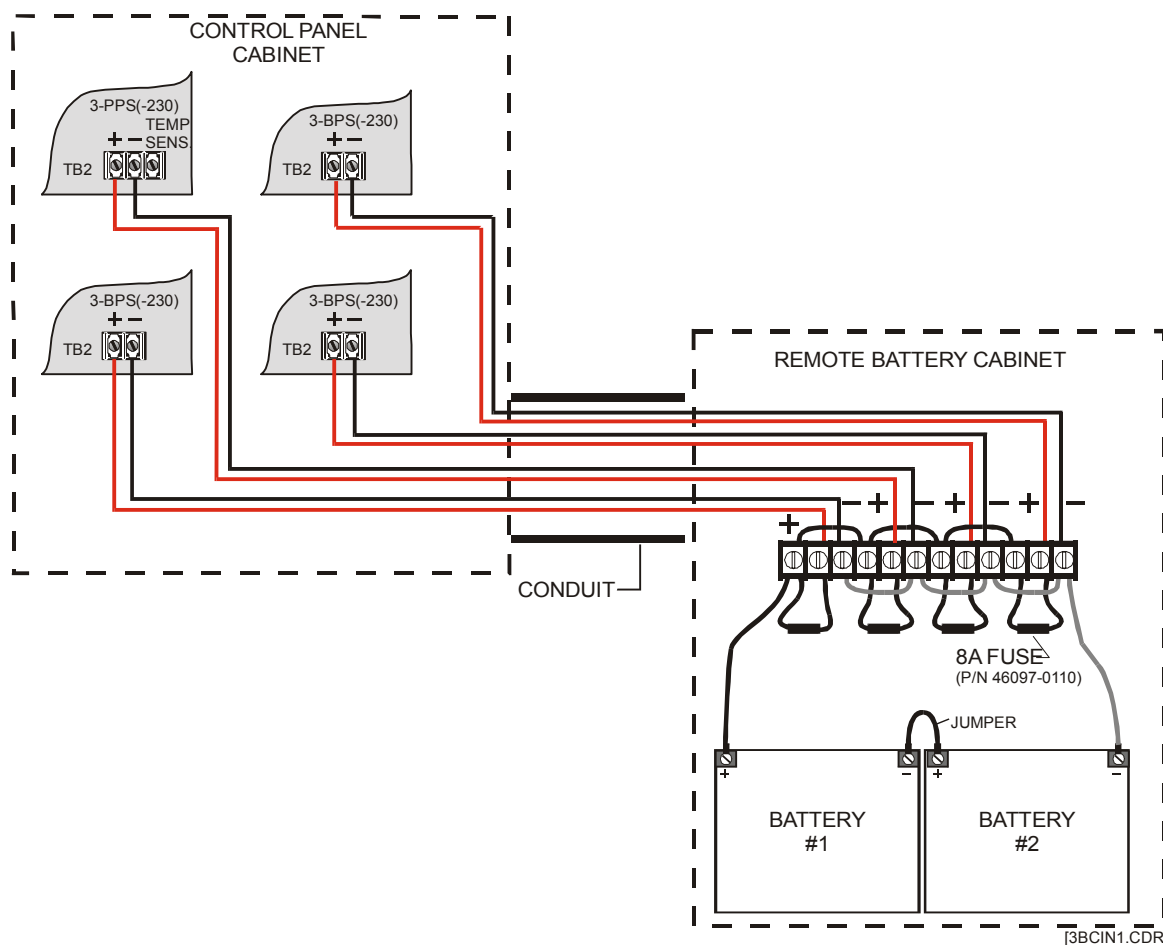 CONTROL PANEL
CABINET
3-PPS(-230)
TEMP
+ − SENS.
TB2
3-BPS(-230)
+ −
TB2
3-BPS(-230)
+ −
TB2
3-BPS(-230)
+ −
TB2
REMOTE BATTERY CABINET
+ − + − + − + −
CONDUIT
8A FUSE
(P/N 46097-0110)
JUMPER
+ − + −
BATTERY
#1
BATTERY
#2
[3BCIN1.CDR